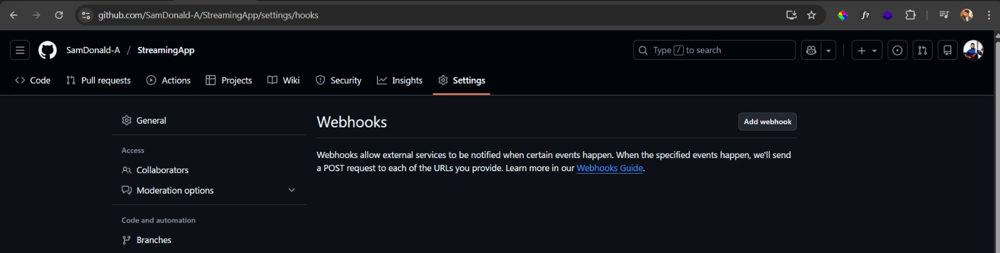 github.com/SamDonald-A/StreamingApp/settings/hooks
f?
SamDonald-A / StreamingApp
Type / to search
Code Pull requests Actions Projects Wiki Security Insights Settings
General
Webhooks
Add webhook
Access
Webhooks allow external services to be notified when certain events happen. When the specified events happen, we'll send
a POST request to each of the URLs you provide. Learn more in our Webhooks Guide.
Collaborators
Moderation options
Code and automation
Branches